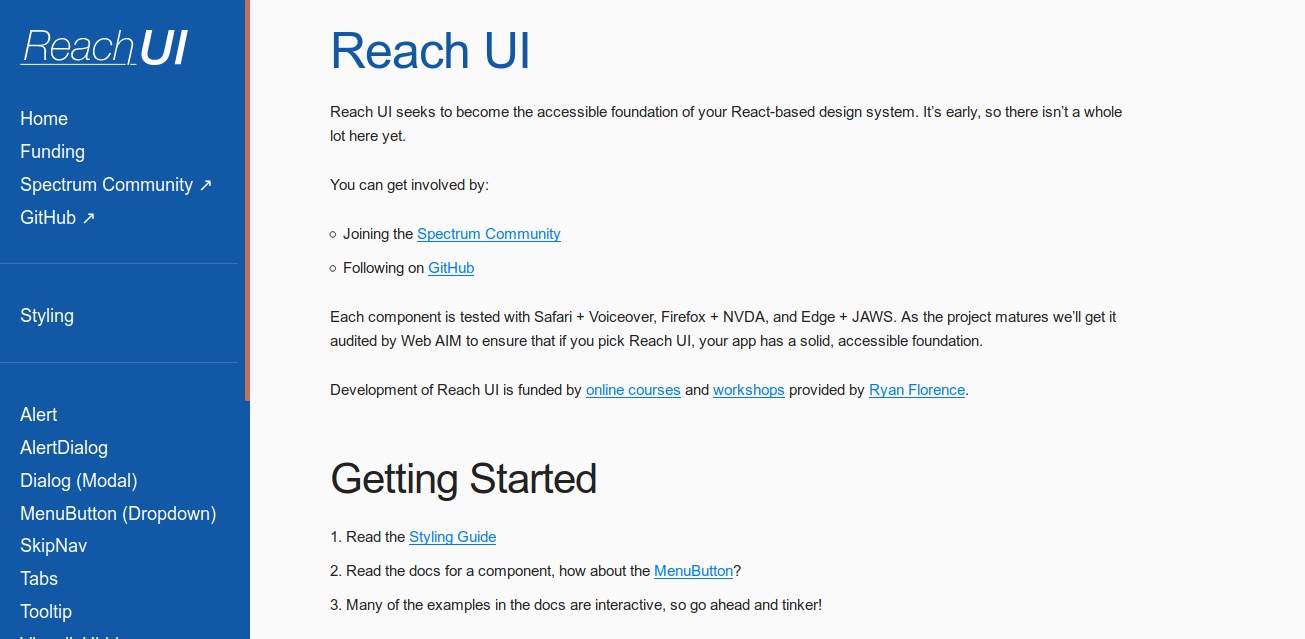 Reach UI
Home
Funding
Spectrum Community ↗
GitHub ↗
Styling
Alert
AlertDialog
Dialog (Modal)
MenuButton (Dropdown)
SkipNav
Tabs
Tooltip
Reach UI
Reach UI seeks to become the accessible foundation of your React-based design system. It’s early, so there isn’t a whole
lot here yet.
You can get involved by:
Joining the Spectrum Community
Following on GitHub
Each component is tested with Safari + Voiceover, Firefox + NVDA, and Edge + JAWS. As the project matures we’ll get it
audited by Web AIM to ensure that if you pick Reach UI, your app has a solid, accessible foundation.
Development of Reach UI is funded by online courses and workshops provided by Ryan Florence.
Getting Started
1. Read the Styling Guide
2. Read the docs for a component, how about the MenuButton?
3. Many of the examples in the docs are interactive, so go ahead and tinker!